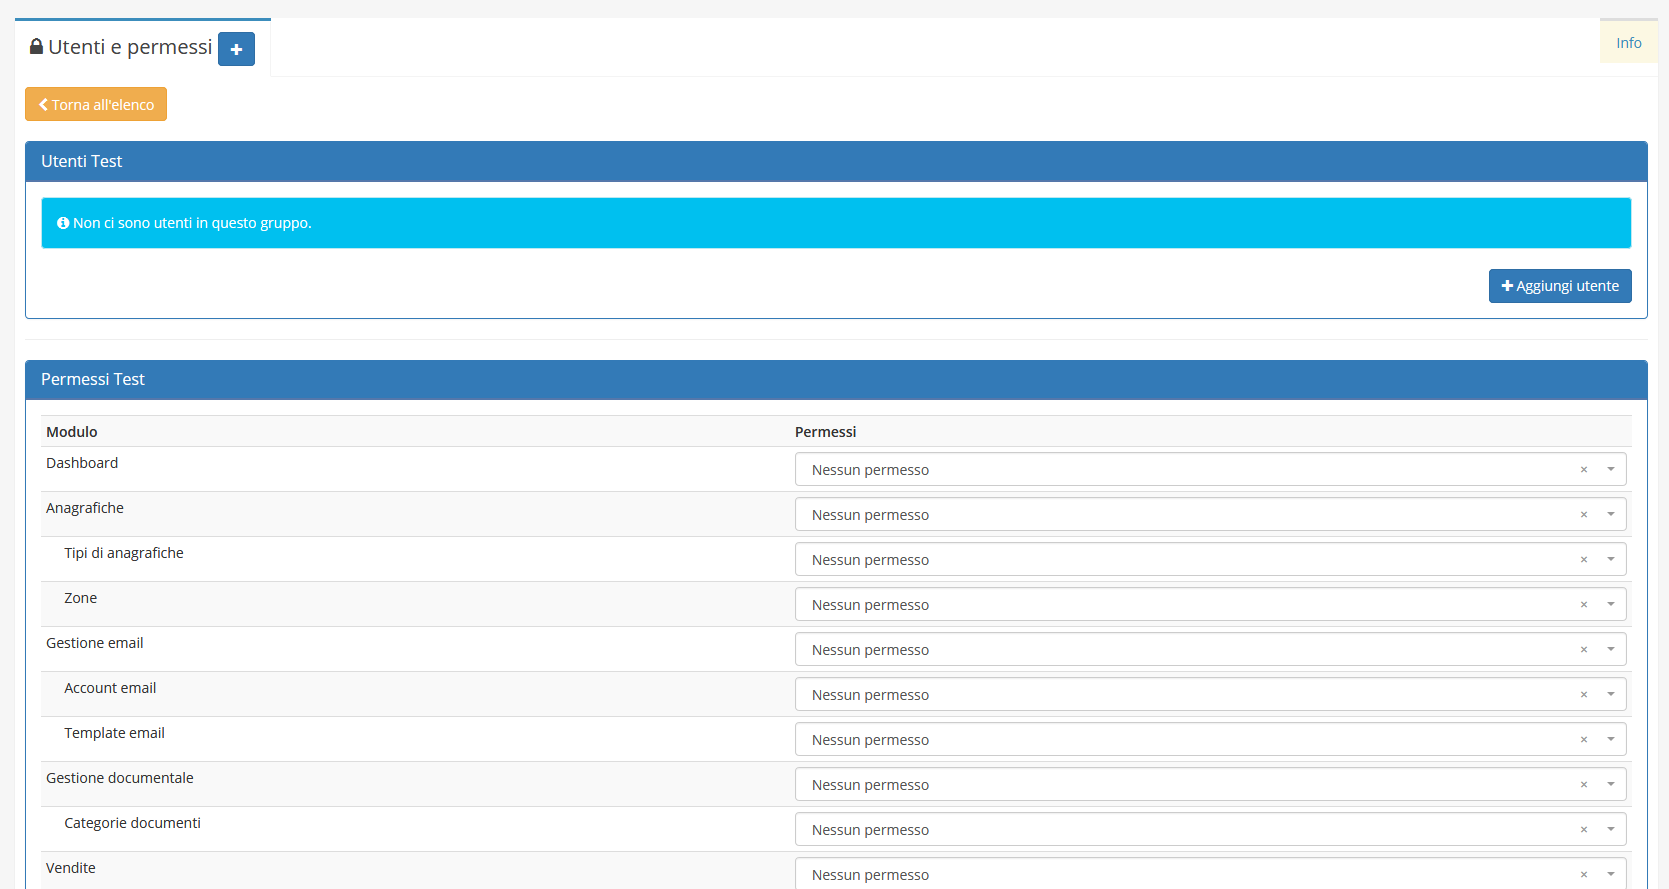 Utenti e permessi
Info
Torna all'elenco
Utenti Test
Non ci sono utenti in questo gruppo.
Aggiungi utente
Permessi Test
Modulo Permessi
Dashboard Nessun permesso × 
Anagrafiche Nessun permesso ×
Tipi di anagrafiche Nessun permesso ×
Zone Nessun permesso ×
Gestione email Nessun permesso ×
Account email Nessun permesso ×
Template email Nessun permesso ×
Gestione documentale Nessun permesso ×
Categorie documenti Nessun permesso ×
Vendite Nessun permesso ×